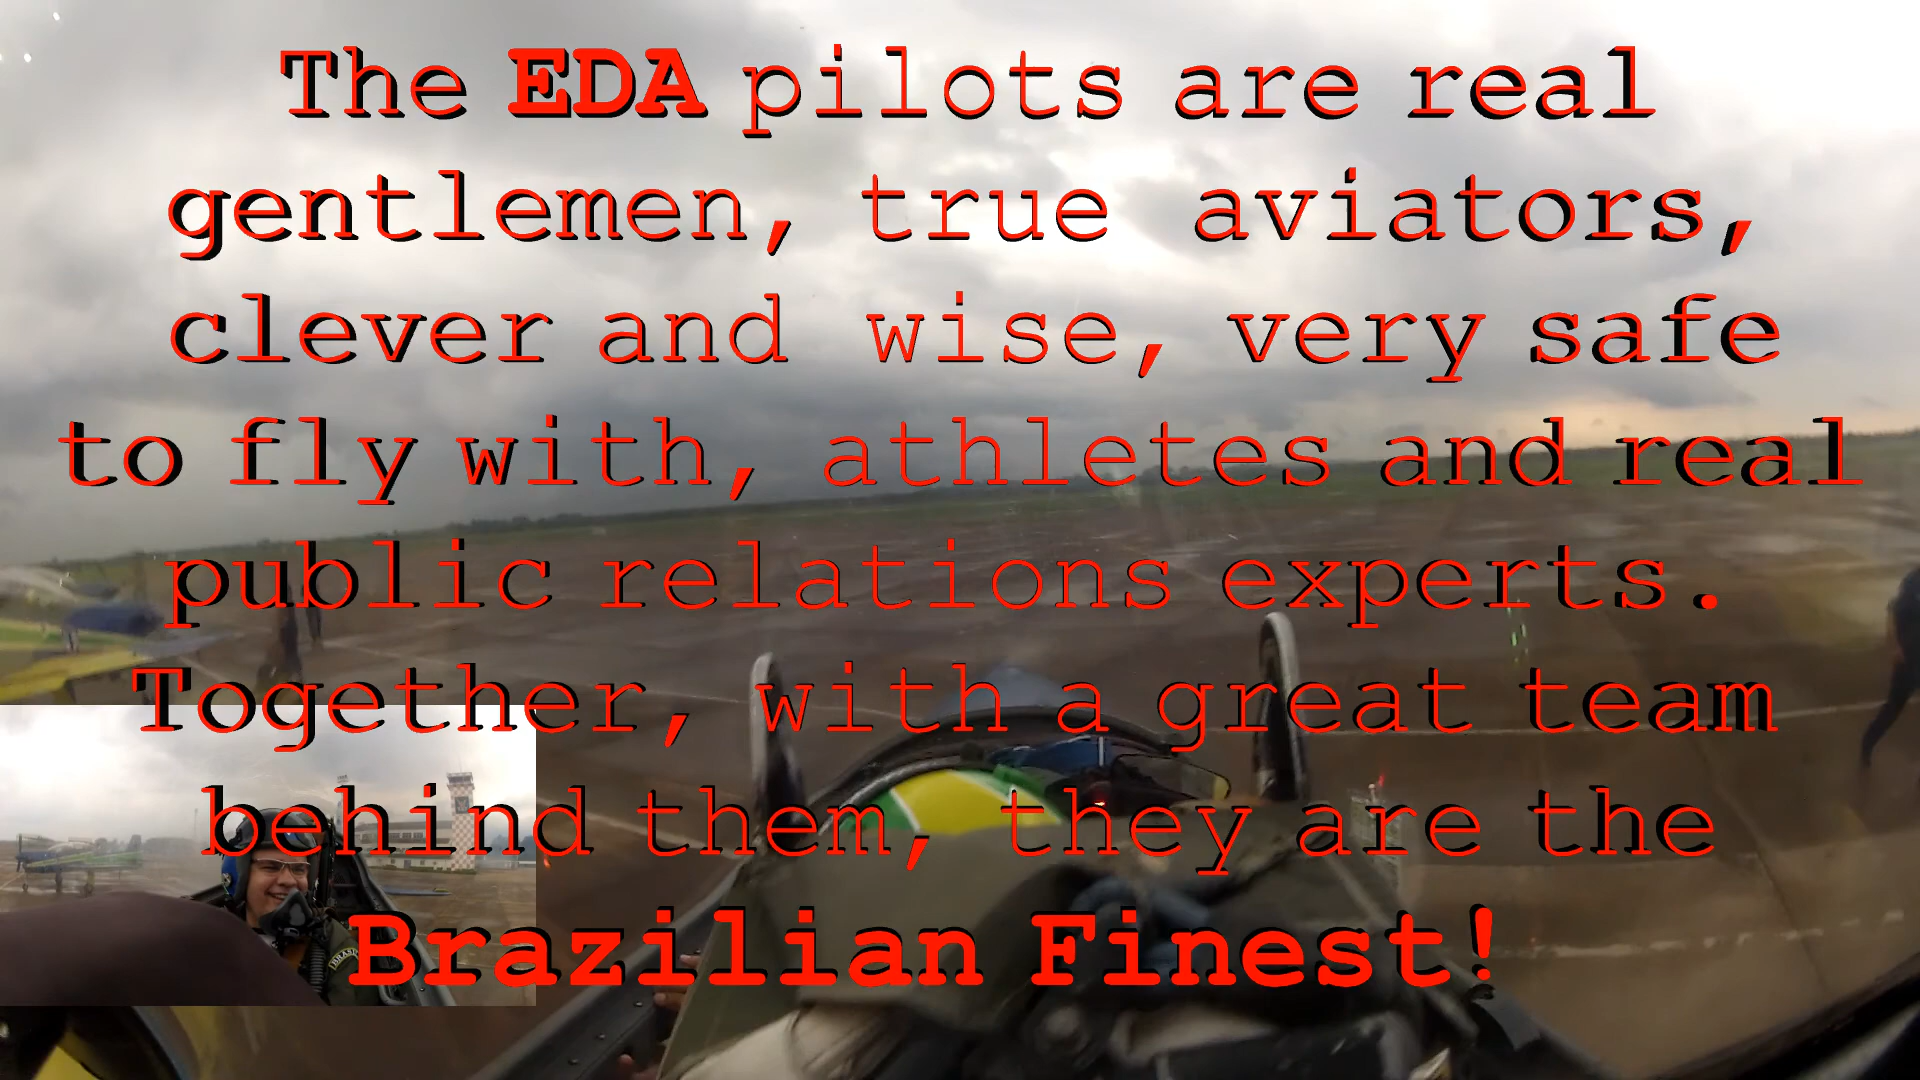 The EDA pilots are real
gentlemen, true aviators,
clever and wise, very safe
to fly with, athletes and real
public relations experts.
Together, with a great team
behind them, they are the
Brazilian Finest!